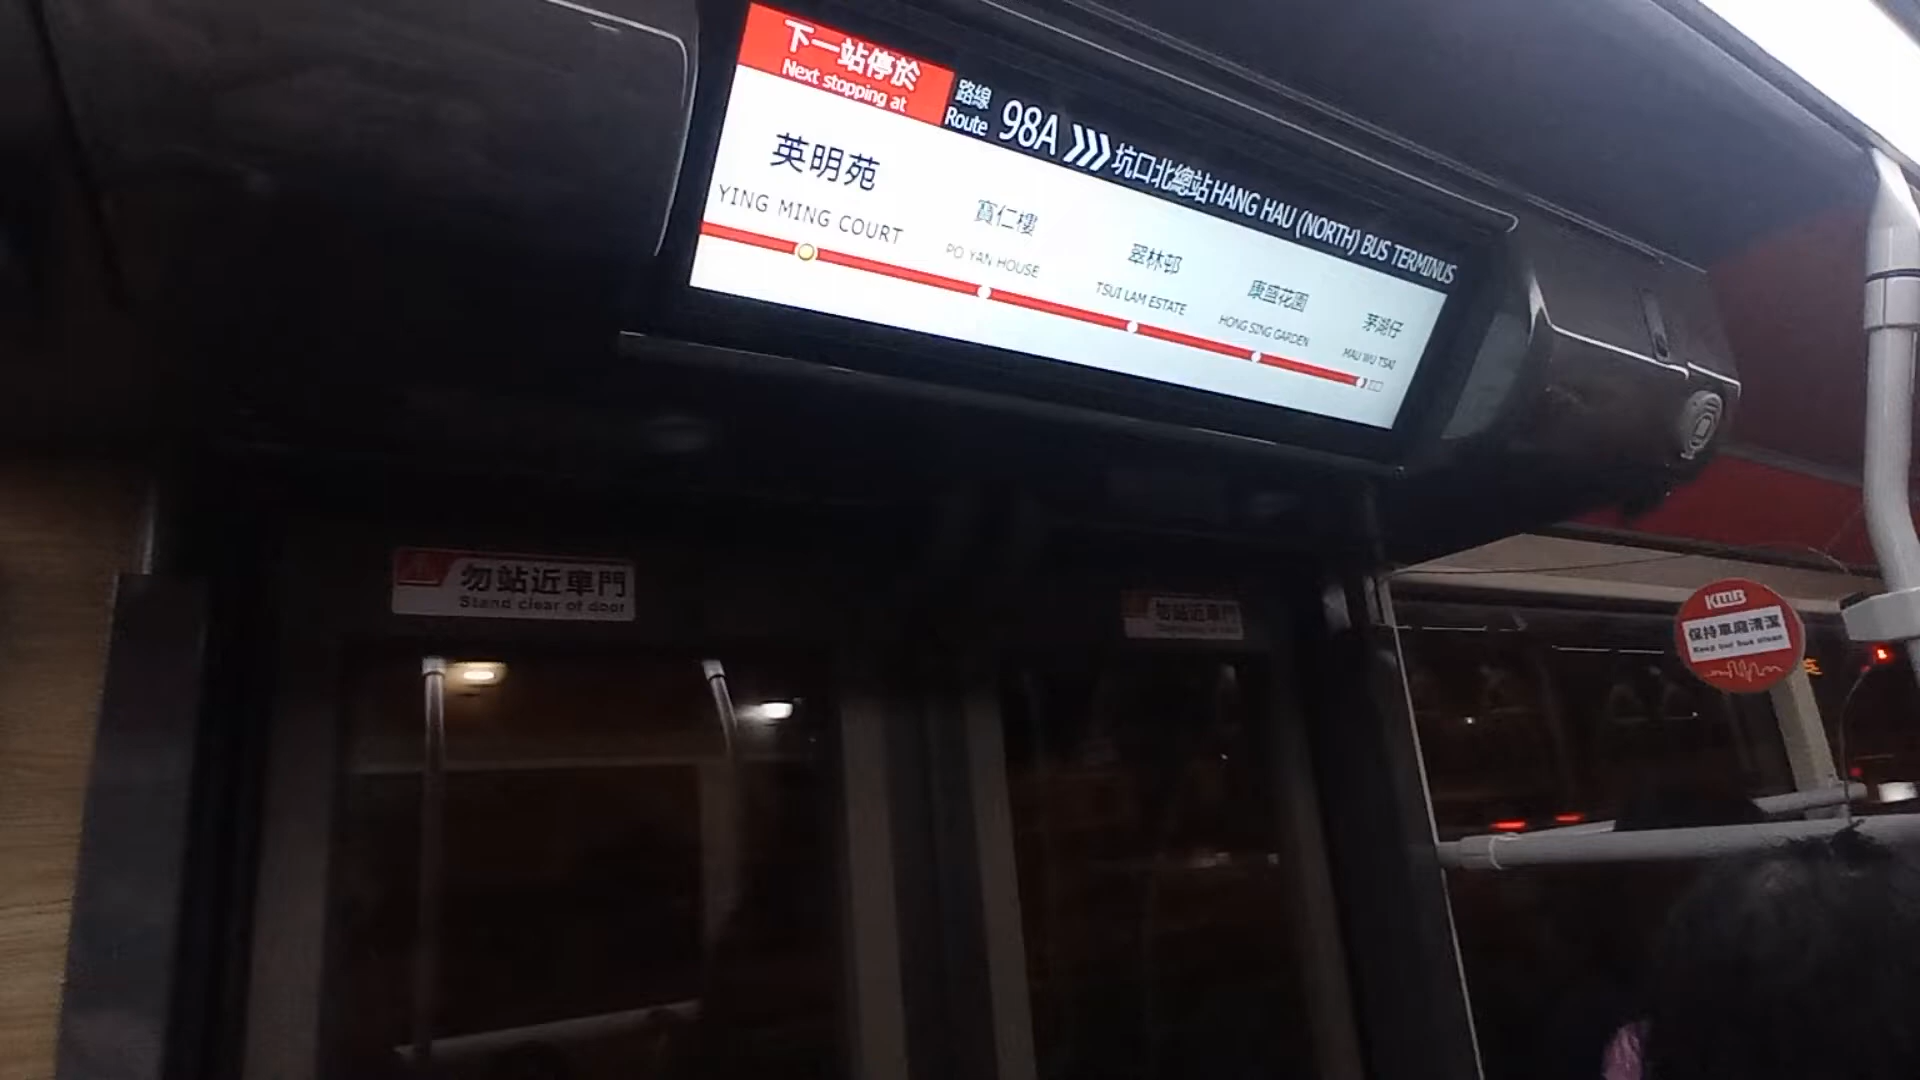 下一站停於
Next stopping at
路線
Route
98A
坑口北總站 HANG HAU (NORTH) BUS TERMINUS
英明苑
YING MING COURT
寶仁樓
PO YAN HOUSE
翠林邨
TSUI LAM ESTATE
康盛花園
HONG SING GARDEN
茅湖仔
MAU WU TSAI
勿站近車門
Stand clear of door
勿站近車門
KMB
保持車廂清潔
Keep our bus clean